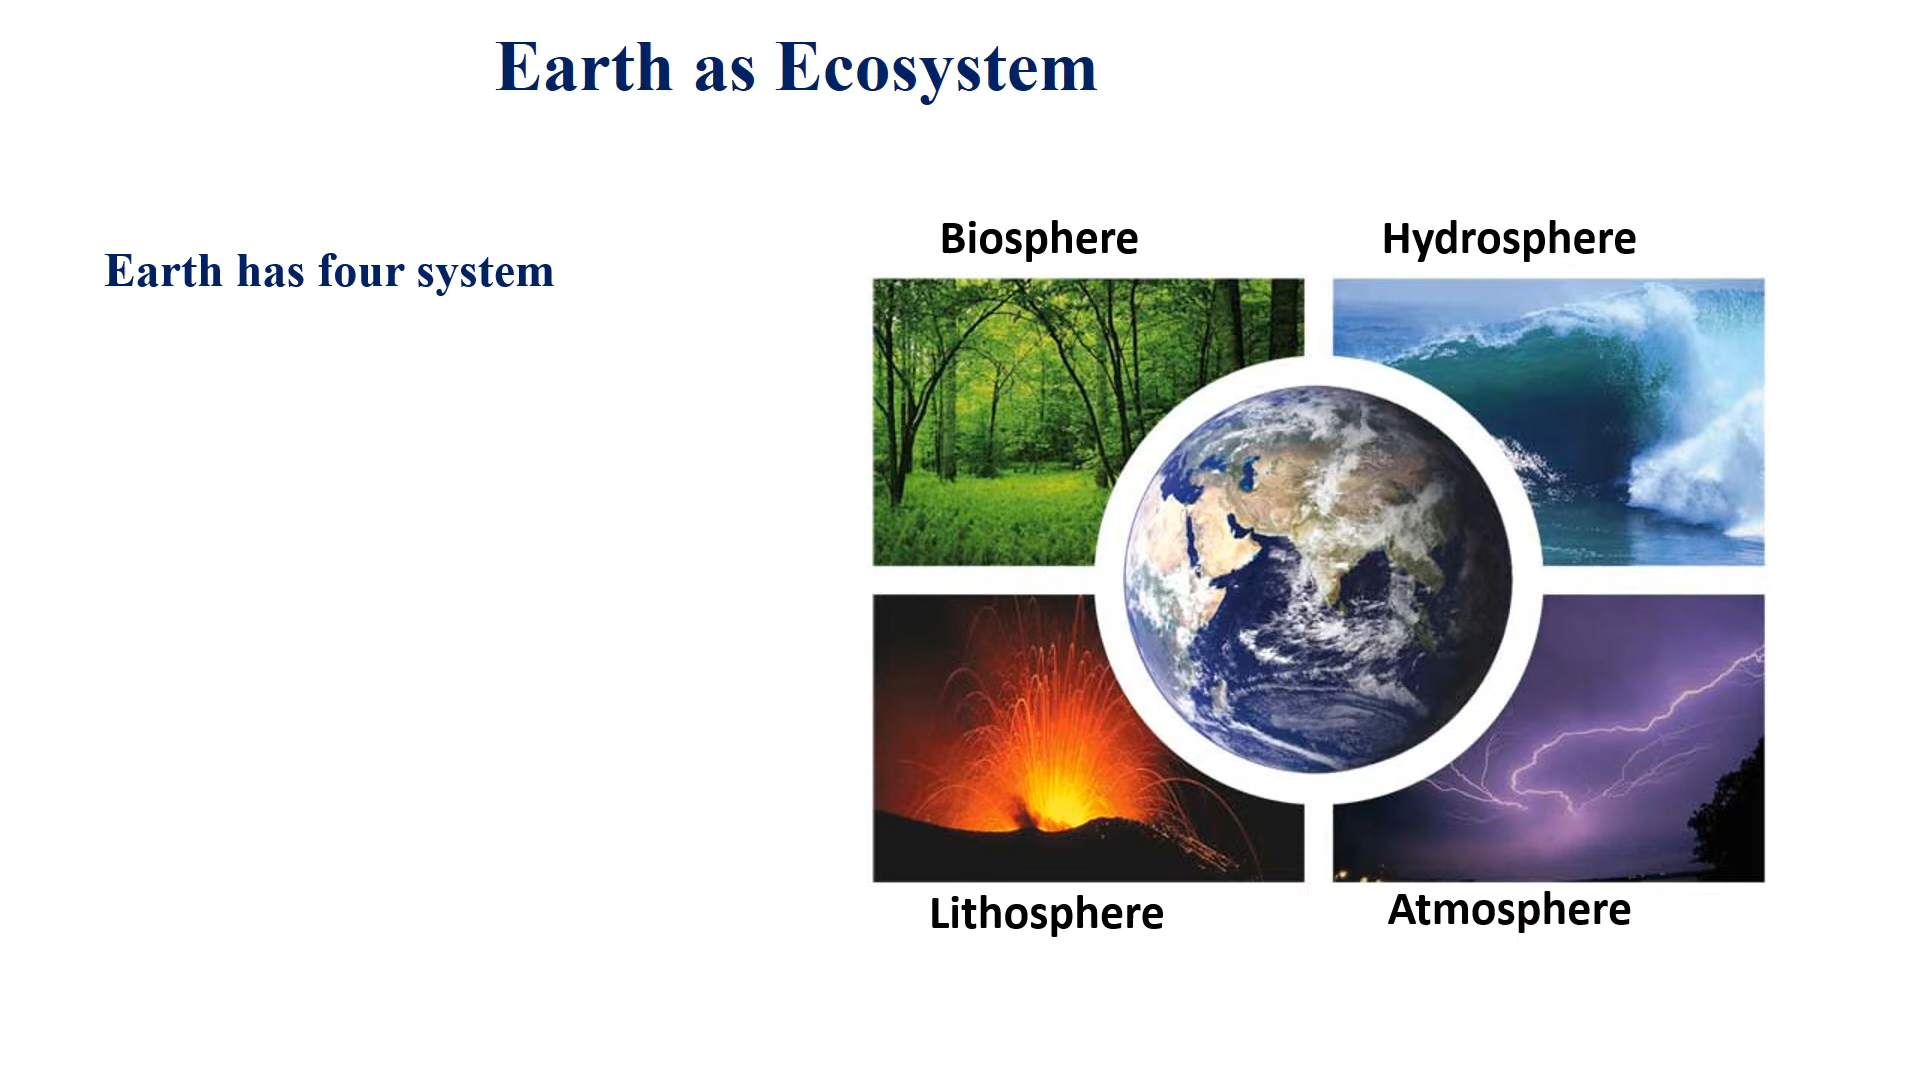 Earth as Ecosystem
Earth has four system
Biosphere
Hydrosphere
Lithosphere
Atmosphere